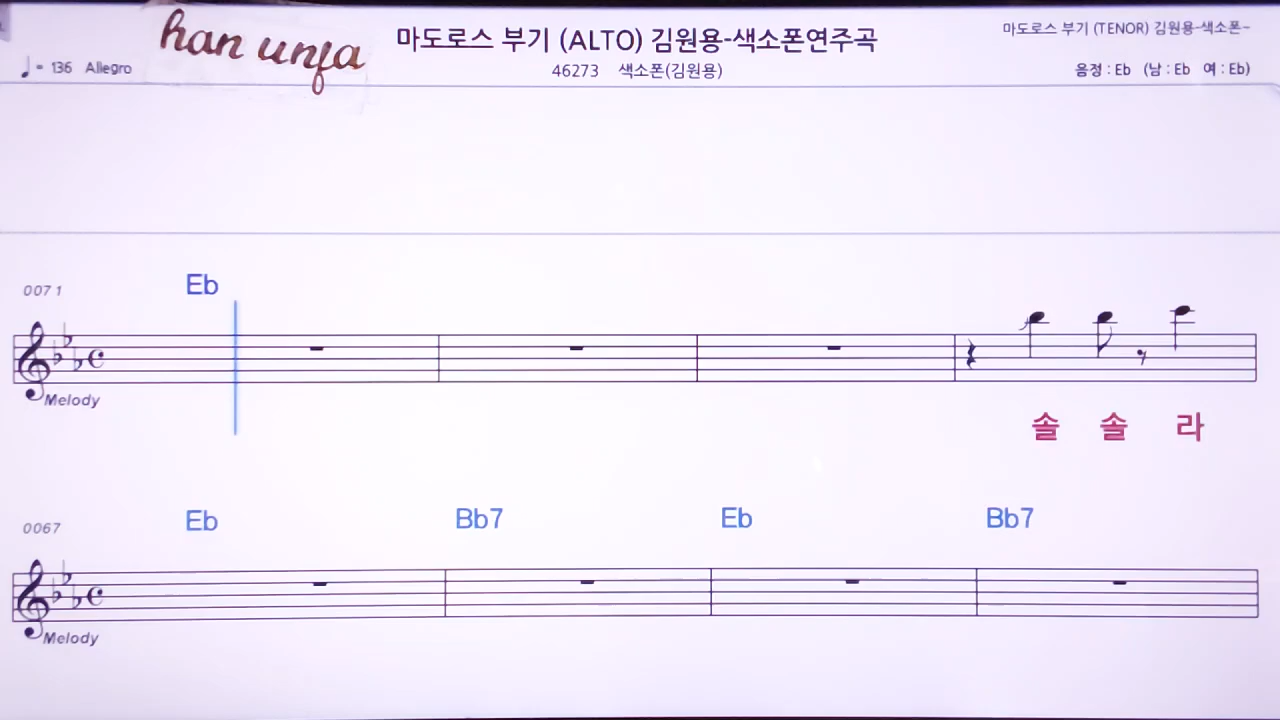 han unfa
마도로스 부기 (ALTO) 김원용-색소폰연주곡
마도로스 부기 (TENOR) 김원용-색소폰-
= 136 Allegro
46273 색소폰(김원용)
음정 : Eb (남 : Eb 여 : Eb)
0071
Eb
Melody
솔 솔 라
0067
Eb Bb7 Eb Bb7
Melody